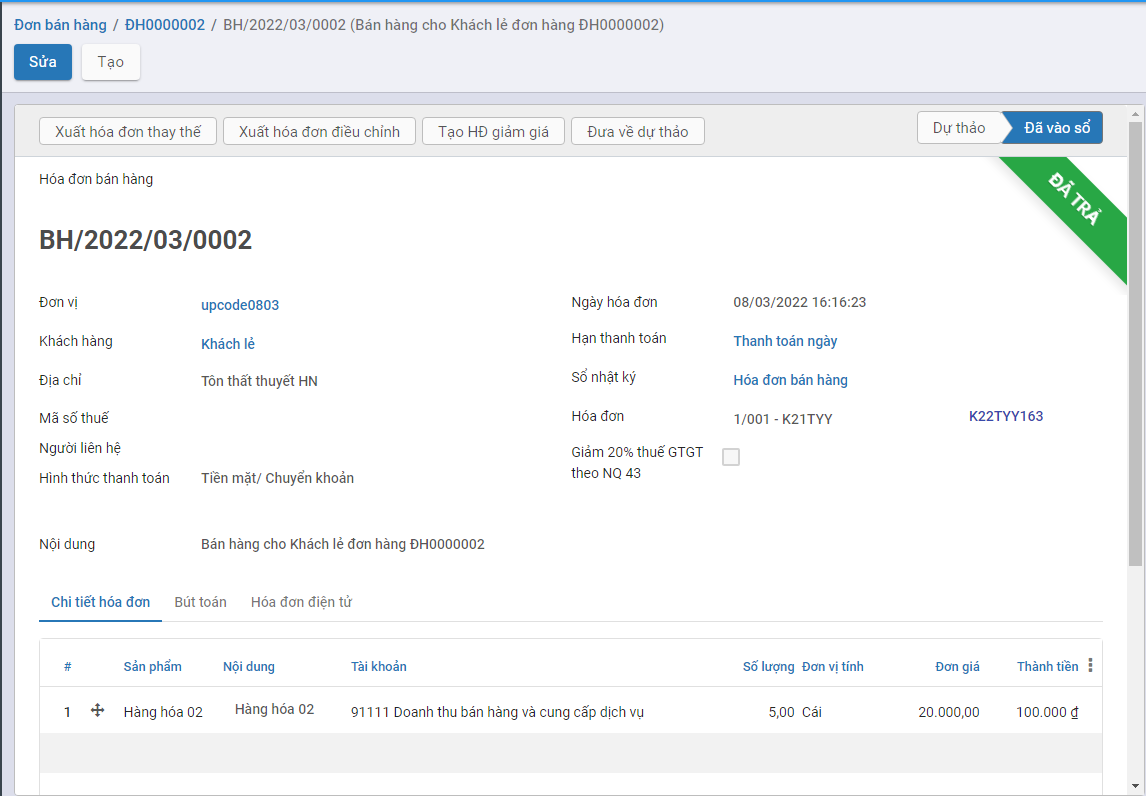 Đơn bán hàng / ĐH0000002 / BH/2022/03/0002 (Bán hàng cho Khách lẻ đơn hàng ĐH0000002)
Sửa Tạo
Xuất hóa đơn thay thế Xuất hóa đơn điều chỉnh Tạo HĐ giảm giá Đưa về dự thảo Dự thảo Đã vào sổ
ĐÃ TRẢ
Hóa đơn bán hàng
BH/2022/03/0002
Đơn vị upcode0803 Ngày hóa đơn 08/03/2022 16:16:23
Khách hàng Khách lẻ Hạn thanh toán Thanh toán ngày
Địa chỉ Tôn thất thuyết HN Sổ nhật ký Hóa đơn bán hàng
Mã số thuế Hóa đơn 1/001 - K21TYY K22TYY163
Người liên hệ Giảm 20% thuế GTGT
theo NQ 43
Hình thức thanh toán Tiền mặt/ Chuyển khoản
Nội dung Bán hàng cho Khách lẻ đơn hàng ĐH0000002
Chi tiết hóa đơn Bút toán Hóa đơn điện tử
# Sản phẩm Nội dung Tài khoản Số lượng Đơn vị tính Đơn giá Thành tiền
1 Hàng hóa 02 Hàng hóa 02 91111 Doanh thu bán hàng và cung cấp dịch vụ 5,00 Cái 20.000,00 100.000 ₫